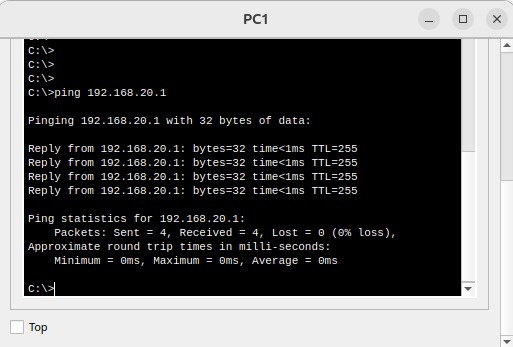 PC1
C:\>
C:\>
C:\>
C:\>ping 192.168.20.1
Pinging 192.168.20.1 with 32 bytes of data:
Reply from 192.168.20.1: bytes=32 time<1ms TTL=255
Reply from 192.168.20.1: bytes=32 time<1ms TTL=255
Reply from 192.168.20.1: bytes=32 time<1ms TTL=255
Reply from 192.168.20.1: bytes=32 time<1ms TTL=255
Ping statistics for 192.168.20.1:
Packets: Sent = 4, Received = 4, Lost = 0 (0% loss),
Approximate round trip times in milli-seconds:
Minimum = 0ms, Maximum = 0ms, Average = 0ms
C:\>
Top